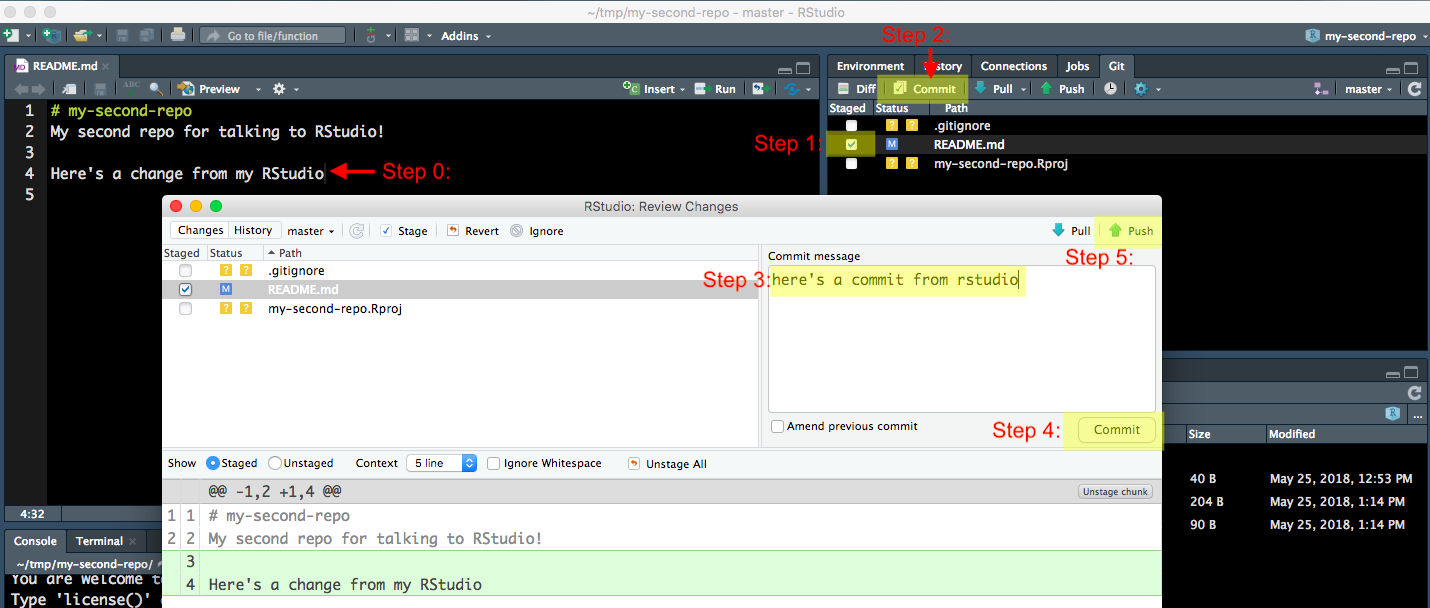 ~/tmp/my-second-repo - master - RStudio
Go to file/function
Addins
my-second-repo
Step 2:
README.md
ABC
Preview
Insert
Run
1 # my-second-repo
2 My second repo for talking to RStudio!
3
4 Here's a change from my RStudio
5
Step 0:
4:32
Environment History Connections Jobs Git
Diff Commit Pull Push master
Staged Status Path
? ? .gitignore
Step 1:
M README.md
? ? my-second-repo.Rproj
RStudio: Review Changes
Changes History master Stage Revert Ignore Pull Push
Step 5:
Staged Status Path
? ? .gitignore
M README.md
? ? my-second-repo.Rproj
Commit message
Step 3:
here's a commit from rstudio
Amend previous commit
Step 4:
Commit
Show Staged Unstaged Context 5 line Ignore Whitespace Unstage All
@@ -1,2 +1,4 @@ Unstage chunk
1 1 # my-second-repo
2 2 My second repo for talking to RStudio!
3
4 Here's a change from my RStudio
R ...
Size Modified
40 B May 25, 2018, 12:53 PM
204 B May 25, 2018, 1:14 PM
90 B May 25, 2018, 1:14 PM
Console Terminal
~/tmp/my-second-repo/
You are welcome t
Type 'license()'